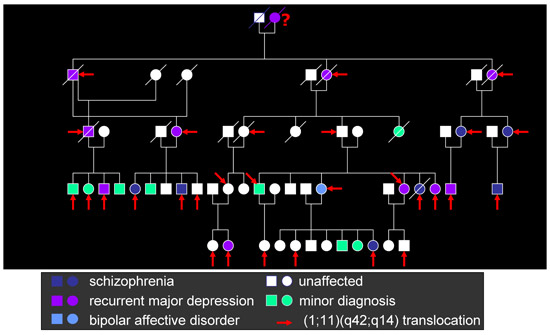 ?
schizophrenia
unaffected
recurrent major depression
minor diagnosis
bipolar affective disorder
(1;11)(q42;q14) translocation